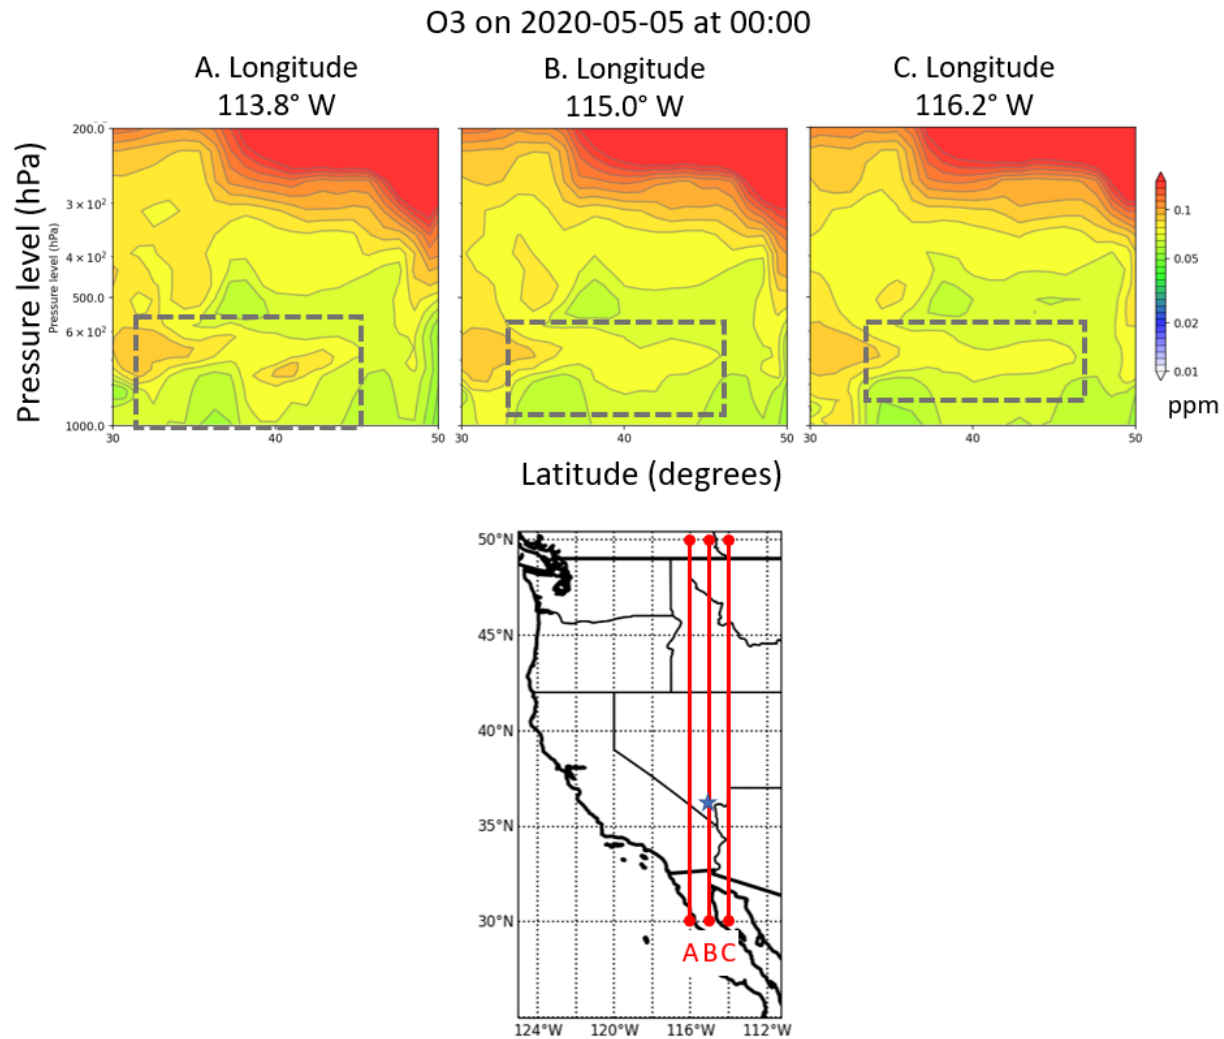 O3 on 2020-05-05 at 00:00
A. Longitude
113.8° W
B. Longitude
115.0° W
C. Longitude
116.2° W
Pressure level (hPa)
Pressure level (hPa)
200.0
3 × 10²
4 × 10²
500.0
6 × 10²
1000.0
30 40 50
30 40 50
30 40 50
0.1
0.05
0.02
0.01
ppm
Latitude (degrees)
50°N
45°N
40°N
35°N
30°N
A B C
124°W 120°W 116°W 112°W